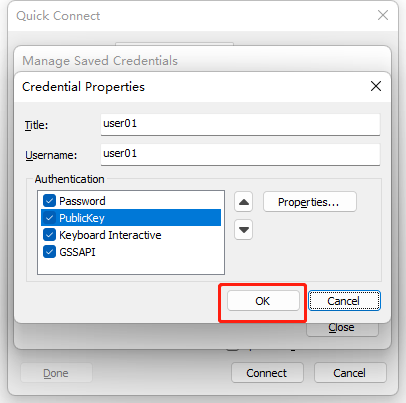 Quick Connect
Manage Saved Credentials
Credential Properties
Title: user01
Username: user01
Authentication
Password
PublicKey
Keyboard Interactive
GSSAPI
Properties...
OK Cancel
Close
Done Connect Cancel